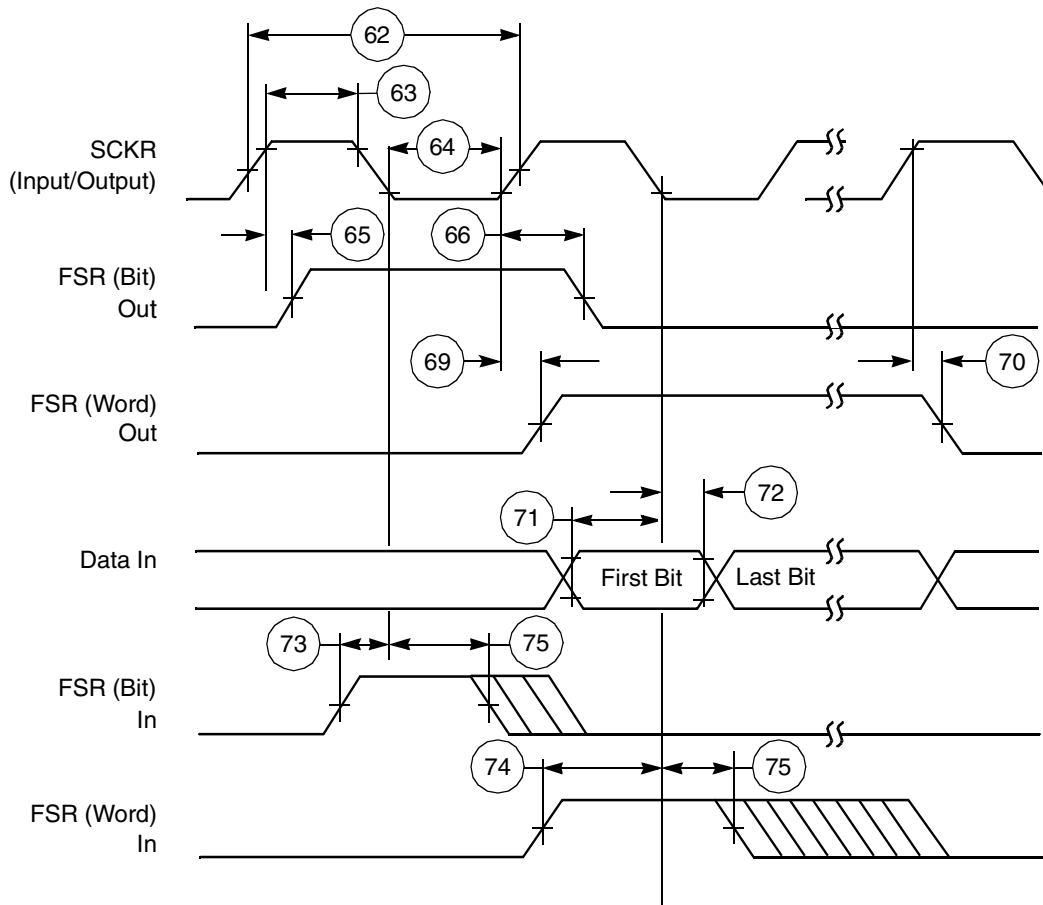 62
63
SCKR
(Input/Output)
64
65
66
FSR (Bit)
Out
69
70
FSR (Word)
Out
71
72
Data In
First Bit
Last Bit
73
75
FSR (Bit)
In
74
75
FSR (Word)
In